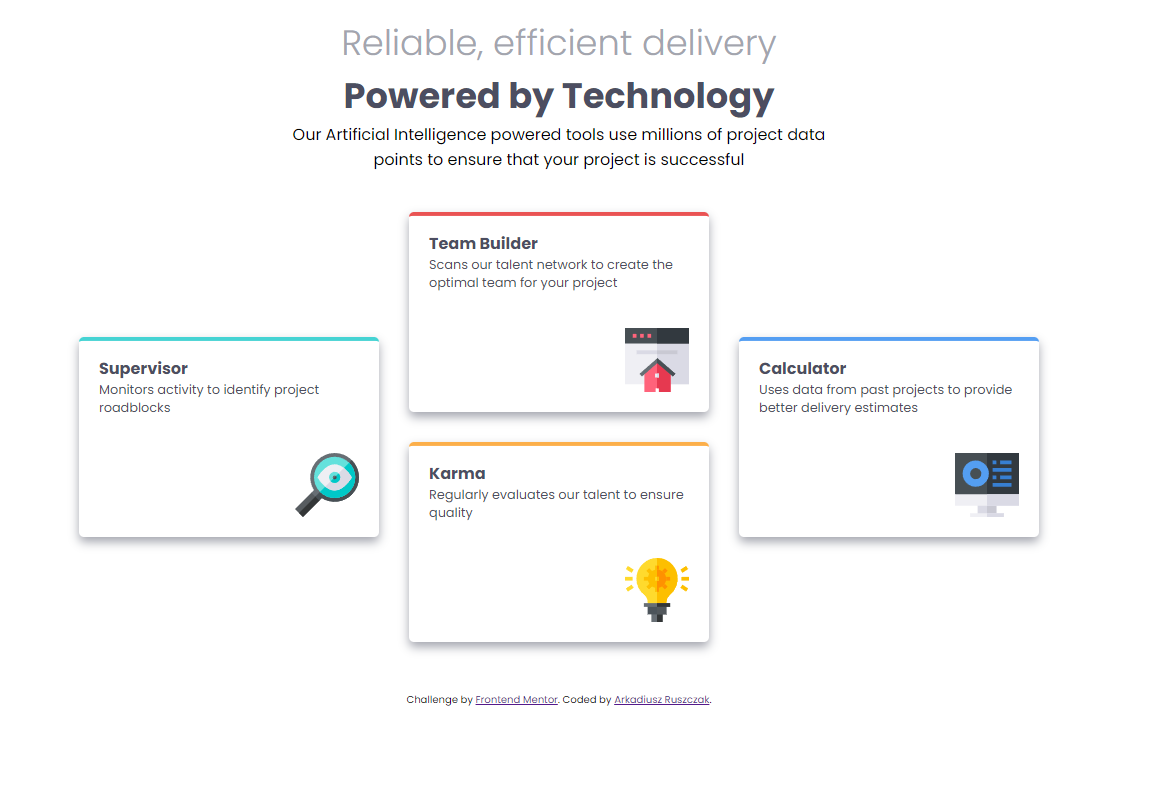 Reliable, efficient delivery
Powered by Technology
Our Artificial Intelligence powered tools use millions of project data
points to ensure that your project is successful
Team Builder
Scans our talent network to create the
optimal team for your project
Supervisor
Monitors activity to identify project
roadblocks
Calculator
Uses data from past projects to provide
better delivery estimates
Karma
Regularly evaluates our talent to ensure
quality
Challenge by Frontend Mentor. Coded by Arkadiusz Ruszczak.